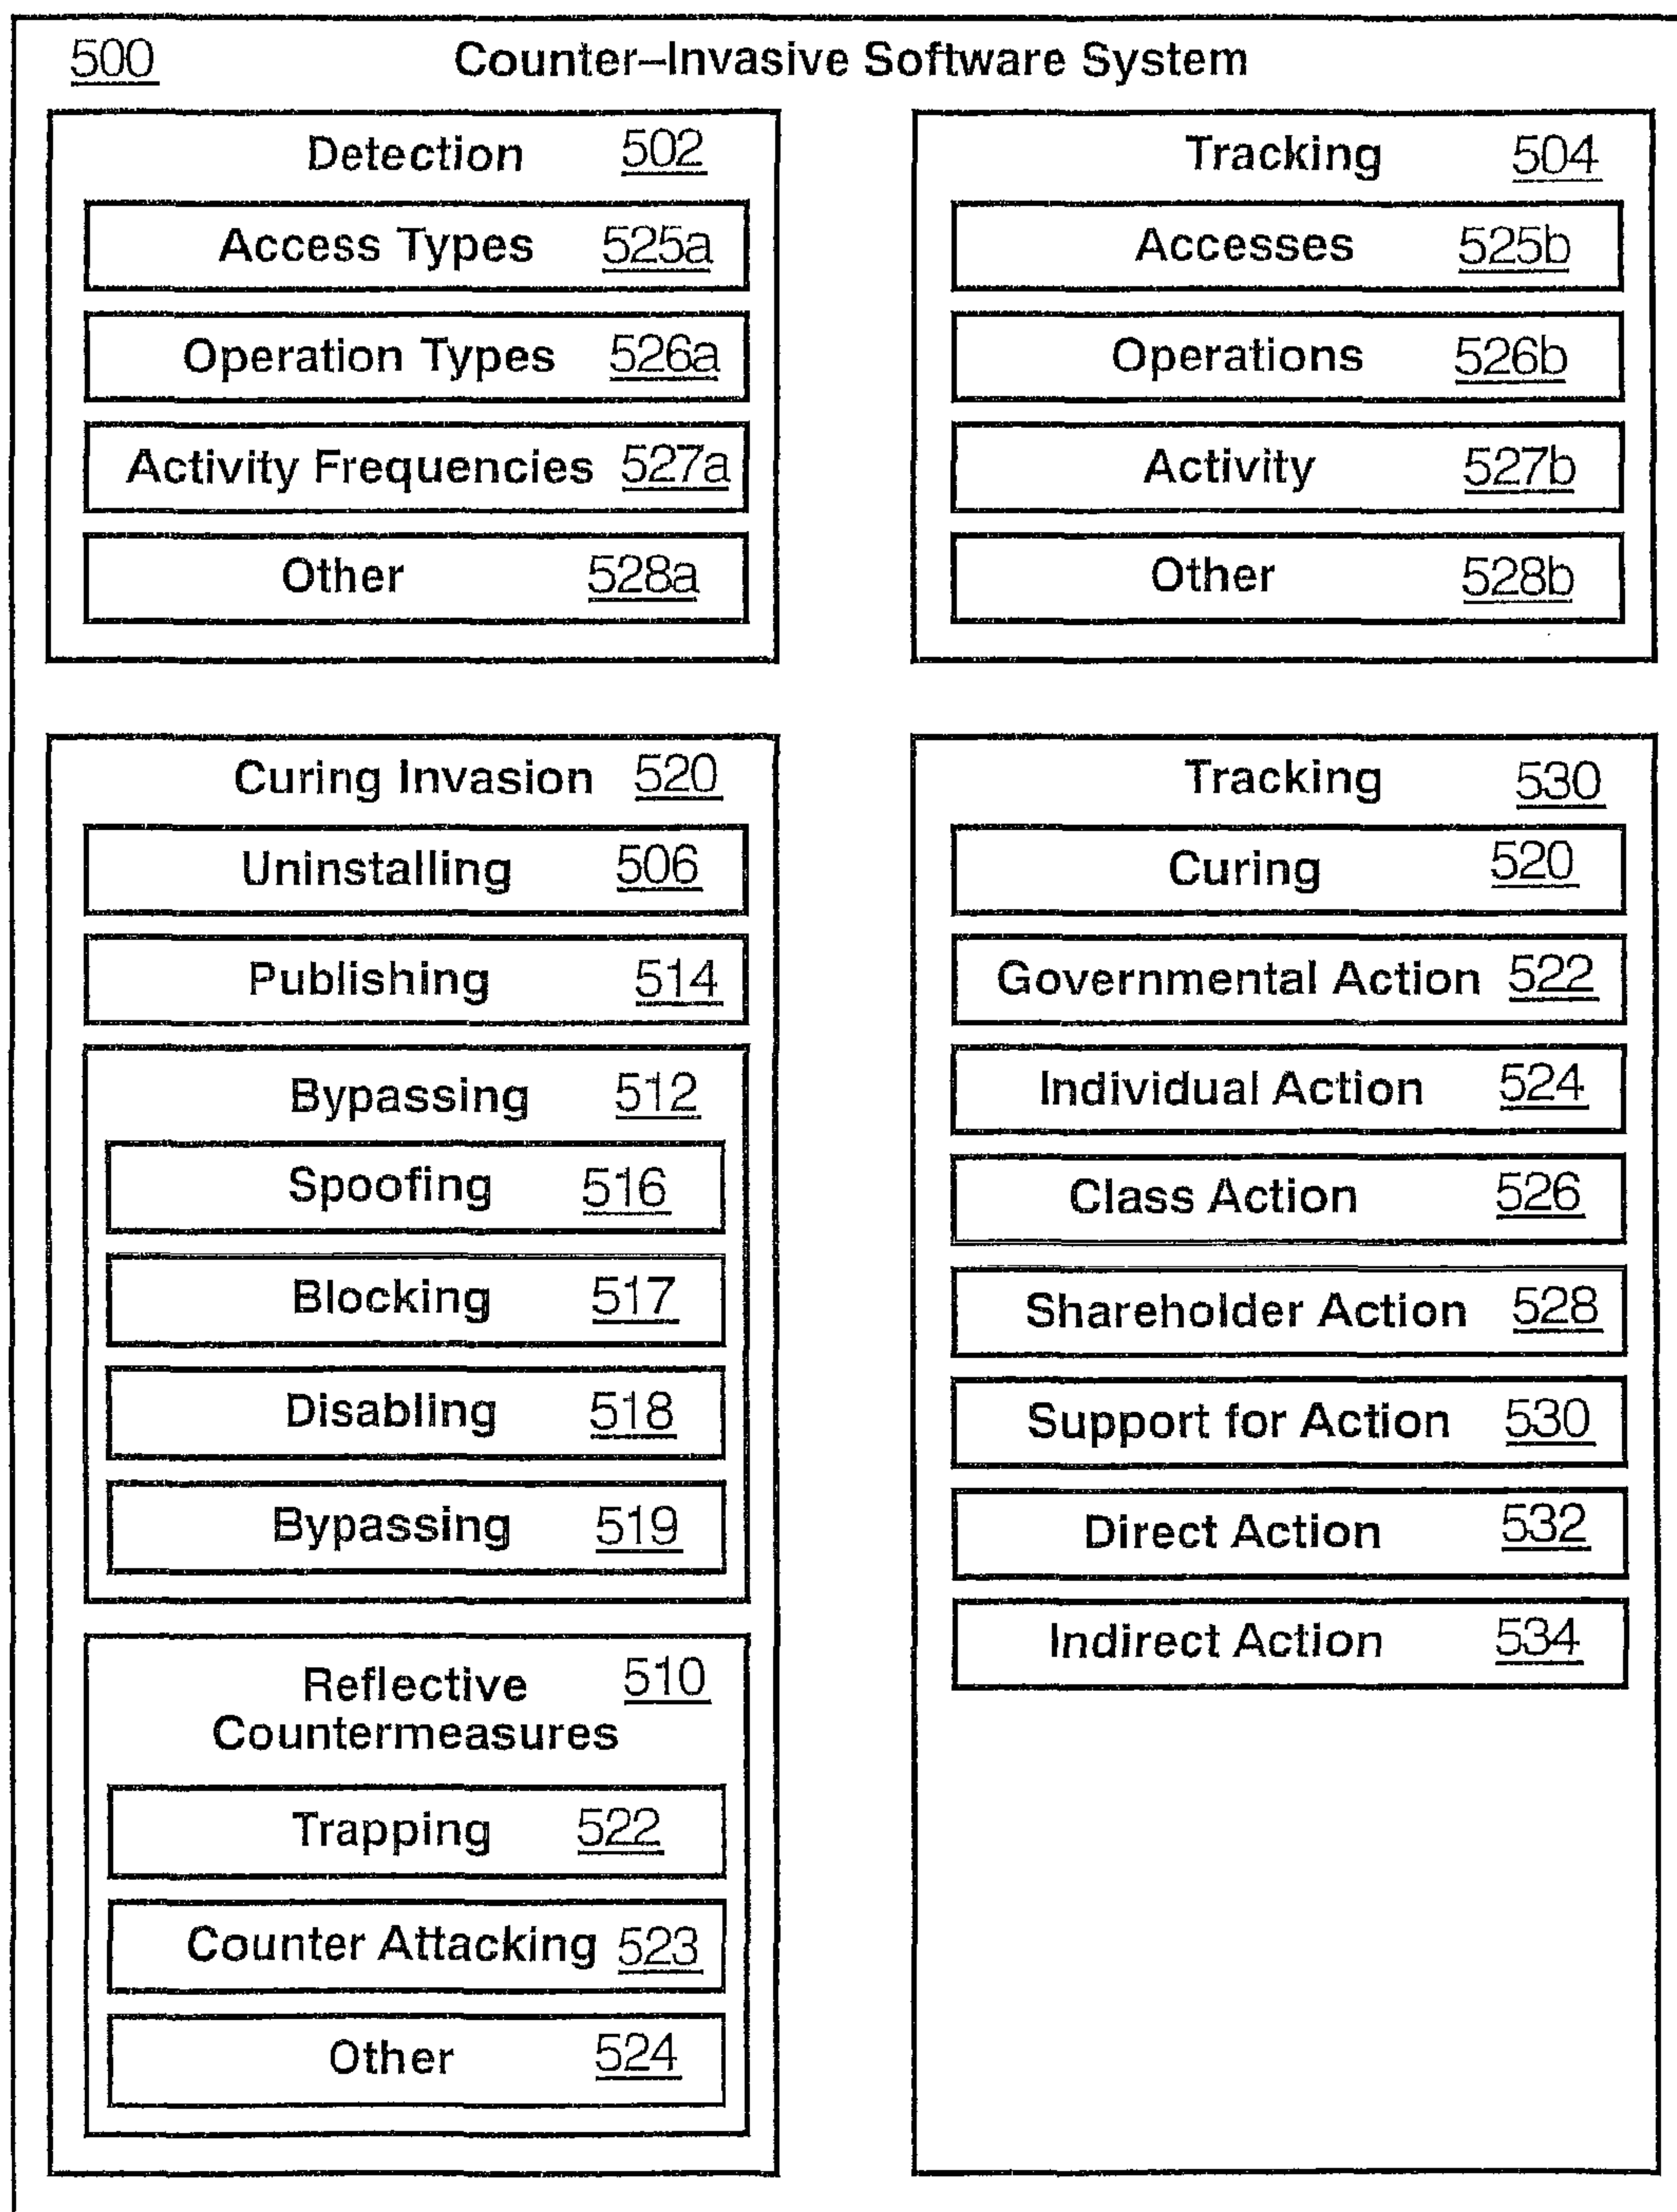 500 Counter–Invasive Software System
Detection 502
Access Types 525a
Operation Types 526a
Activity Frequencies 527a
Other 528a
Tracking 504
Accesses 525b
Operations 526b
Activity 527b
Other 528b
Curing Invasion 520
Uninstalling 506
Publishing 514
Bypassing 512
Spoofing 516
Blocking 517
Disabling 518
Bypassing 519
Reflective 510
Countermeasures
Trapping 522
Counter Attacking 523
Other 524
Tracking 530
Curing 520
Governmental Action 522
Individual Action 524
Class Action 526
Shareholder Action 528
Support for Action 530
Direct Action 532
Indirect Action 534